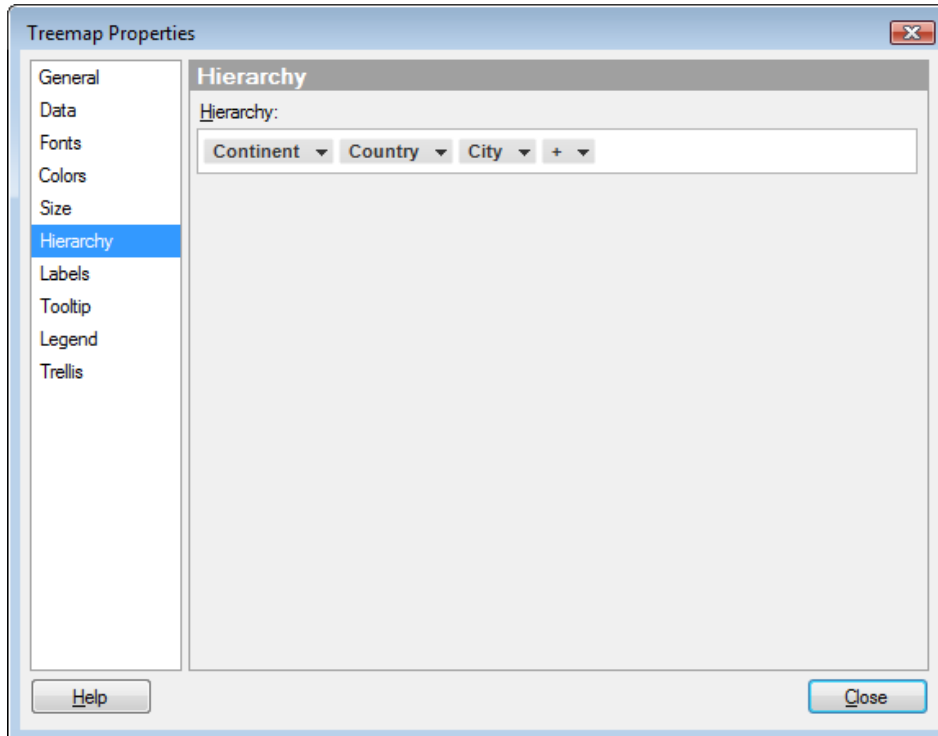 Treemap Properties
General
Data
Fonts
Colors
Size
Hierarchy
Labels
Tooltip
Legend
Trellis
Hierarchy
Hierarchy:
Continent Country City +
Help
Close